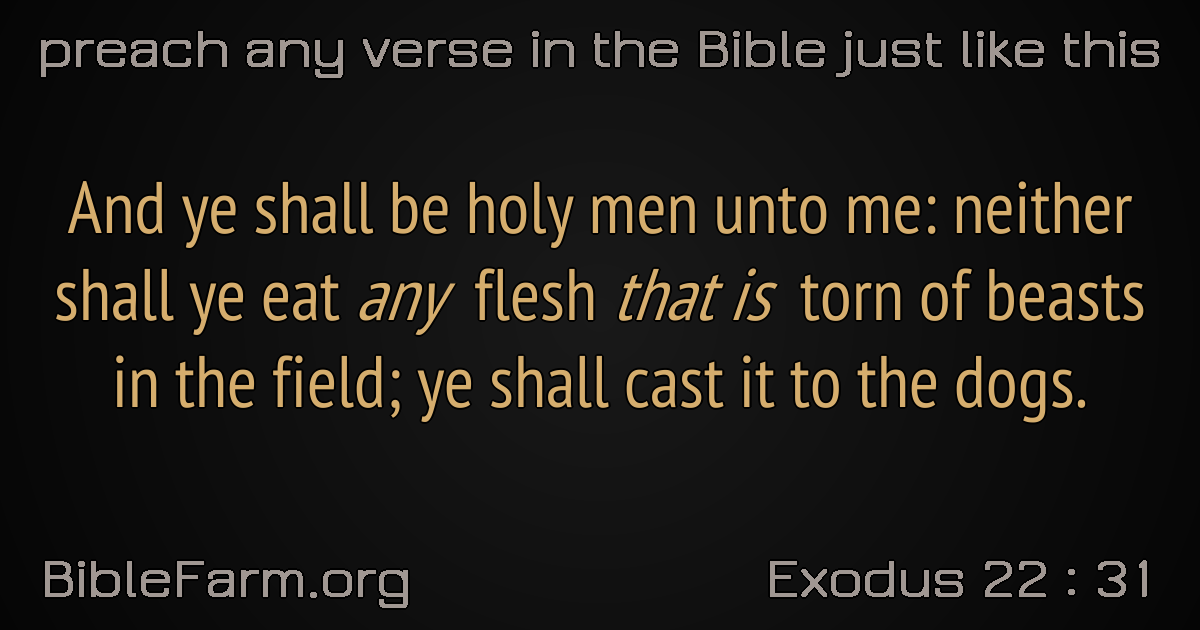 preach any verse in the Bible just like this
And ye shall be holy men unto me: neither
shall ye eat any flesh that is torn of beasts
in the field; ye shall cast it to the dogs.
BibleFarm.org
Exodus 22 : 31